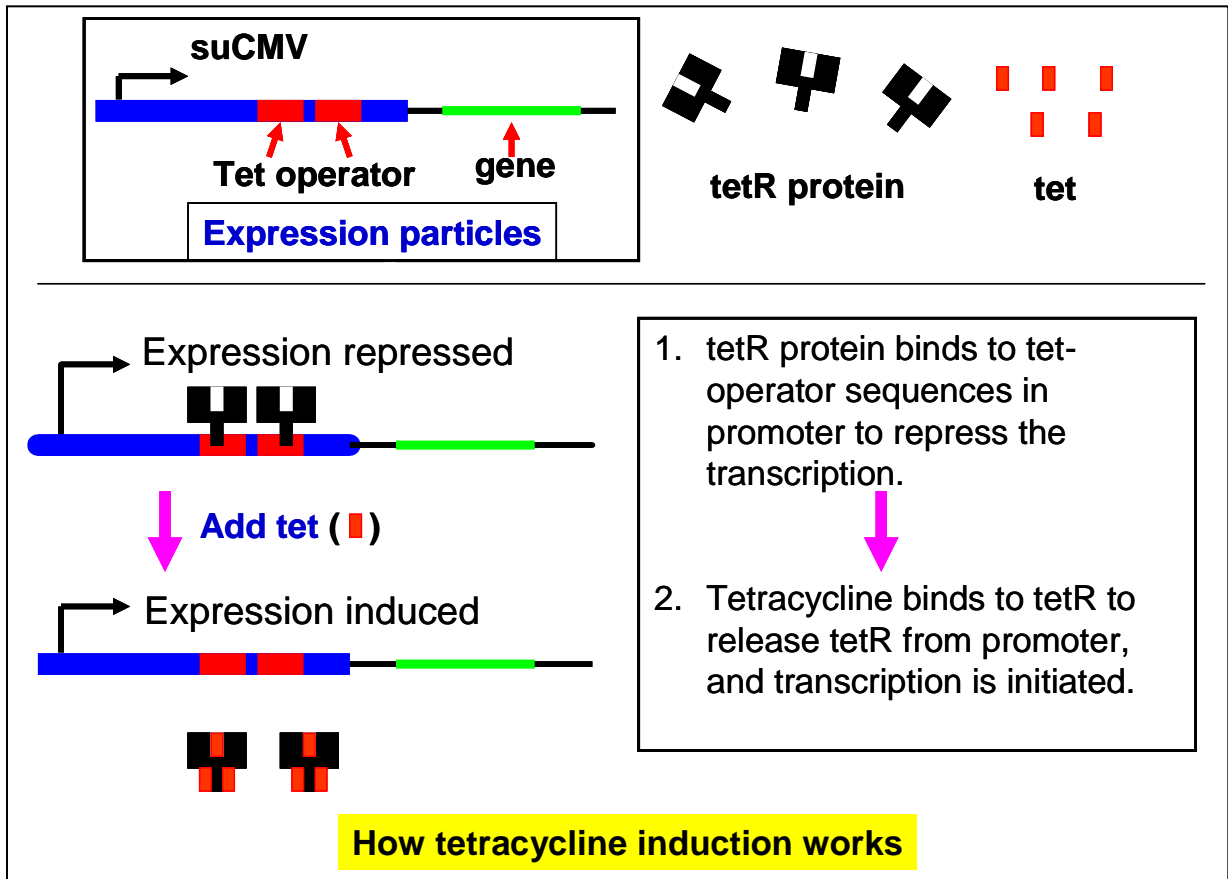 suCMV
Tet operator
gene
Expression particles
tetR protein
tet
Expression repressed
Add tet ( )
Expression induced
1. tetR protein binds to tet-
operator sequences in
promoter to repress the
transcription.
2. Tetracycline binds to tetR to
release tetR from promoter,
and transcription is initiated.
How tetracycline induction works